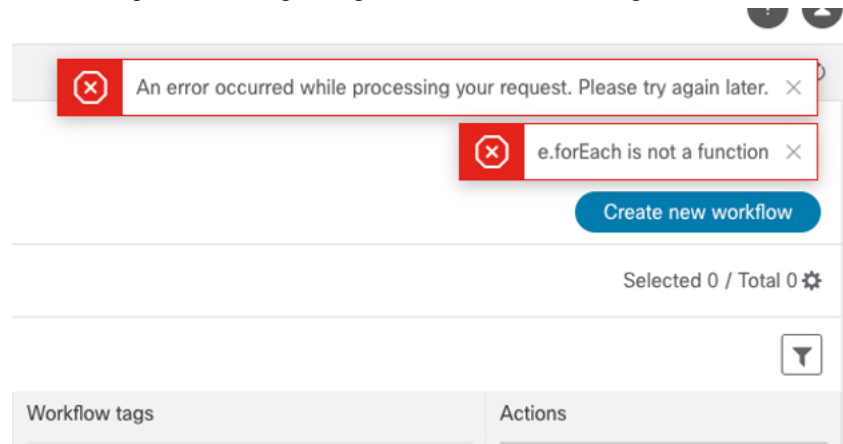 An error occurred while processing your request. Please try again later.
e.forEach is not a function
Create new workflow
Selected 0 / Total 0
Workflow tags
Actions